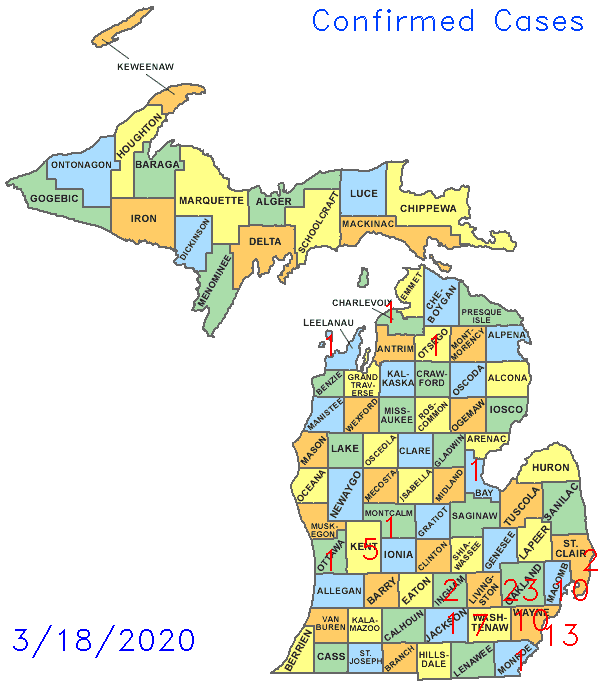 Confirmed Cases
KEWEENAW
HOUGHTON
ONTONAGON
BARAGA
GOGEBIC
MARQUETTE
ALGER
LUCE
CHIPPEWA
IRON
SCHOOLCRAFT
MACKINAC
DICKINSON
DELTA
MENOMINEE
EMMET
CHE-
BOYGAN
CHARLEVOIX
1
PRESQUE
ISLE
LEELANAU
1
ANTRIM
OTSEGO
1
MONT-
MORENCY
ALPENA
BENZIE
GRAND
TRAV-
ERSE
KAL-
KASKA
CRAW-
FORD
OSCODA
ALCONA
MANISTEE
WEXFORD
MISS-
AUKEE
ROS-
COMMON
OGEMAW
IOSCO
ARENAC
MASON
LAKE
OSCEOLA
CLARE
GLADWIN
HURON
OCEANA
NEWAYGO
MECOSTA
ISABELLA
MIDLAND
1
BAY
TUSCOLA
SANILAC
MONTCALM
1
GRATIOT
SAGINAW
MUSK-
EGON
OTTAWA
1
KENT
5
IONIA
CLINTON
SHIA-
WASSEE
GENESEE
LAPEER
ST.
CLAIR
2
ALLEGAN
BARRY
EATON
INGHAM
2
LIVING-
STON
OAKLAND
23
MACOMB
10
VAN
BUREN
KALA-
MAZOO
CALHOUN
JACKSON
1
WASH-
TENAW
7
WAYNE
10
13
3/18/2020
BERRIEN
CASS
ST.
JOSEPH
BRANCH
HILLS-
DALE
LENAWEE
MONROE
1